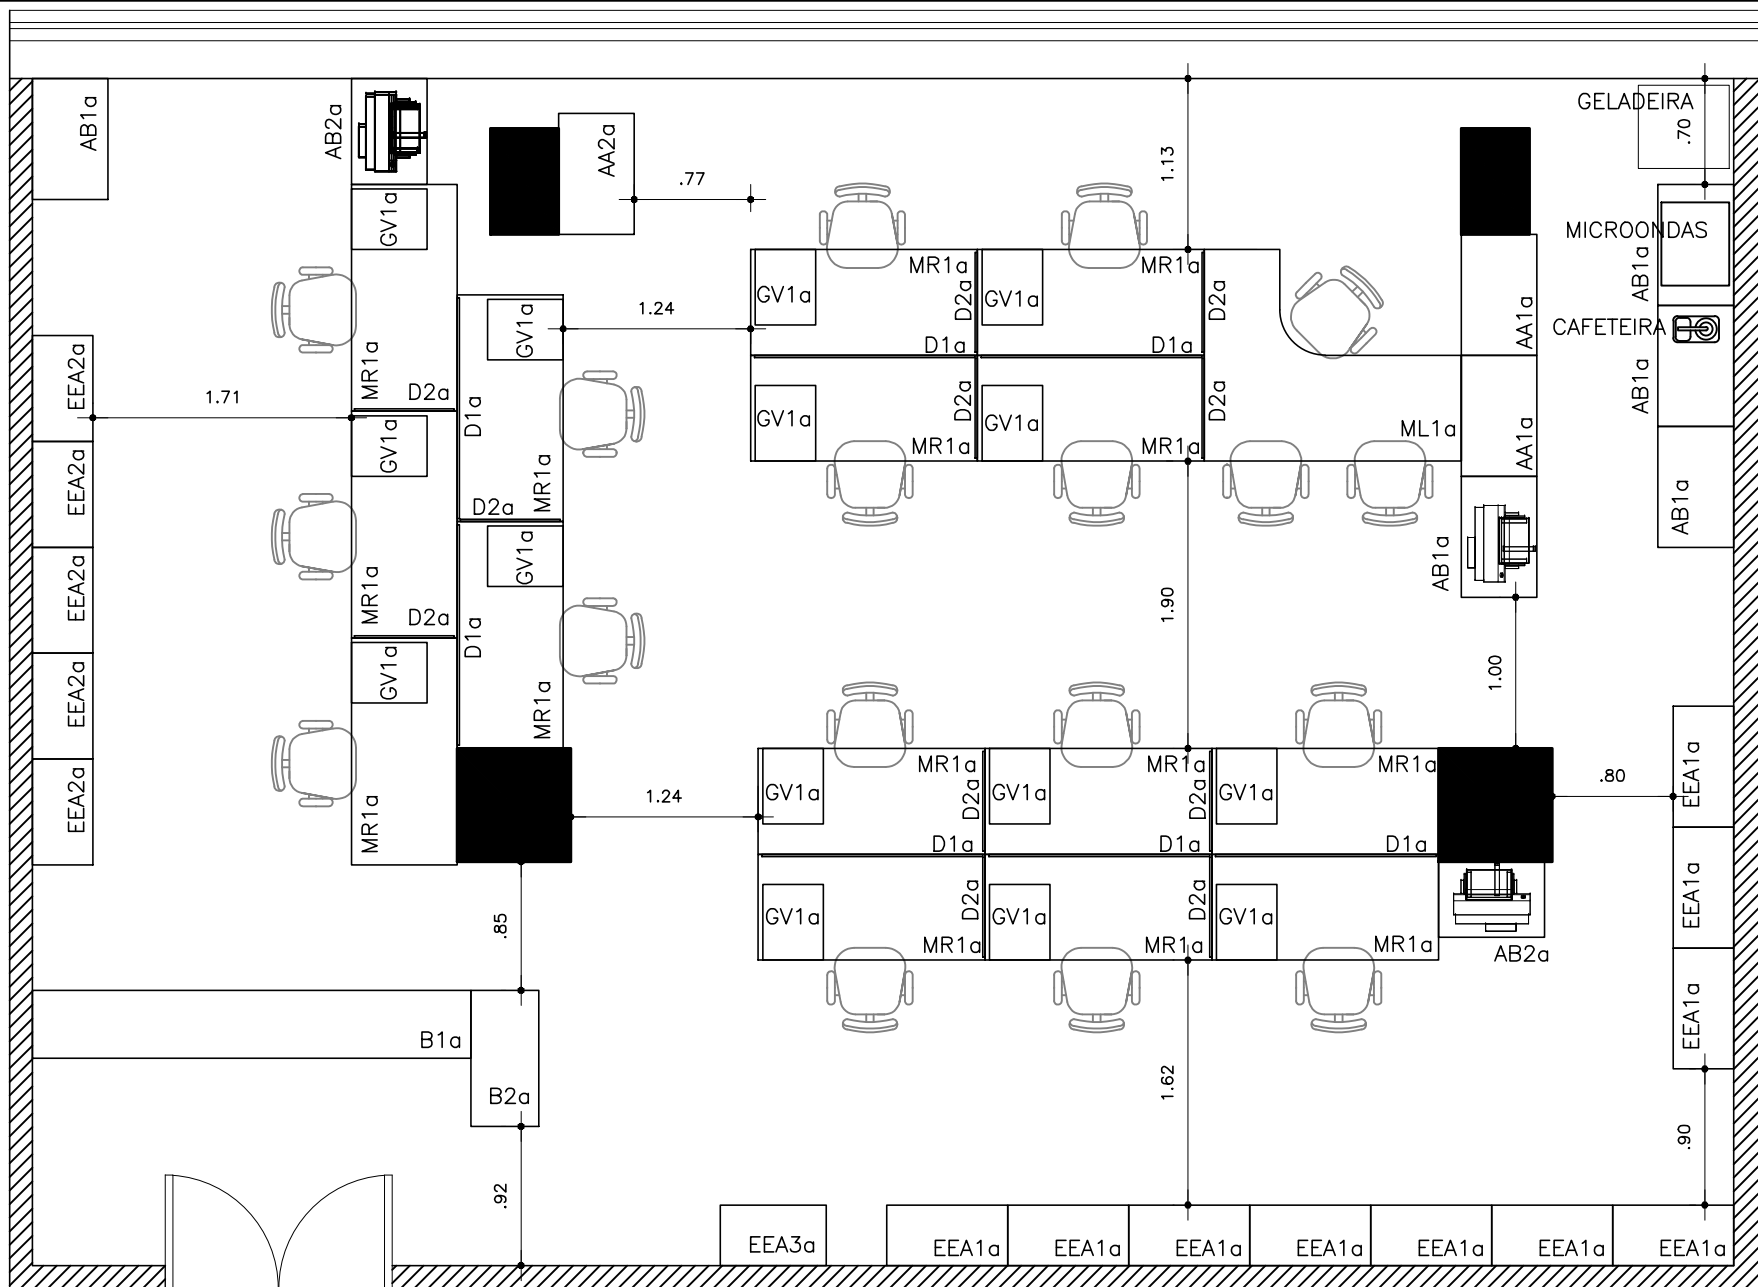 GELADEIRA
AB1a
AB2a
AA2a
.70
1.13
.77
GV1a
MICROONDAS
AB1a
MR1a
MR1a
GV1a
GV1a
D2a
D2a
1.24
GV1a
CAFETEIRA
AA1a
D1a
D1a
EEA2a
MR1a
D2a
1.71
D1a
GV1a
GV1a
D2a
D2a
AB1a
GV1a
MR1a
MR1a
ML1a
AA1a
EEA2a
GV1a
MR1a
D2a
AB1a
GV1a
AB1a
EEA2a
MR1a
D2a
D1a
1.90
EEA2a
GV1a
MR1a
1.00
MR1a
MR1a
MR1a
EEA1a
GV1a
D2a
GV1a
D2a
GV1a
.80
EEA2a
MR1a
1.24
D1a
D1a
D1a
GV1a
D2a
GV1a
D2a
GV1a
EEA1a
.85
MR1a
MR1a
MR1a
AB2a
B1a
EEA1a
B2a
1.62
.90
.92
EEA3a
EEA1a
EEA1a
EEA1a
EEA1a
EEA1a
EEA1a
EEA1a